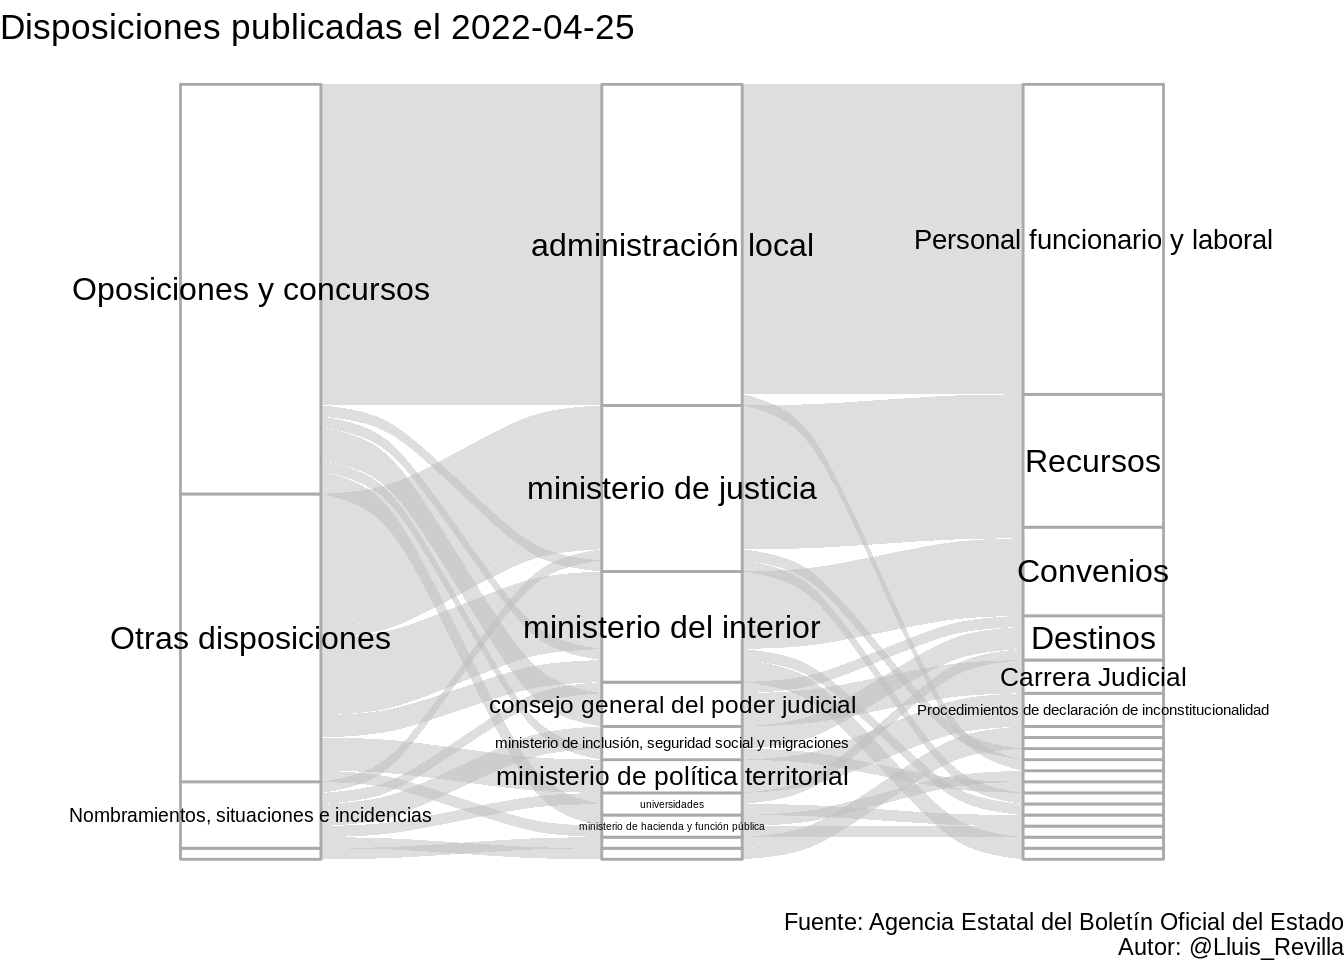 Disposiciones publicadas el 2022-04-25
Oposiciones y concursos
Otras disposiciones
Nombramientos, situaciones e incidencias
administración local
ministerio de justicia
ministerio del interior
consejo general del poder judicial
ministerio de inclusión, seguridad social y migraciones
ministerio de política territorial
universidades
ministerio de hacienda y función pública
Personal funcionario y laboral
Recursos
Convenios
Destinos
Carrera Judicial
Procedimientos de declaración de inconstitucionalidad
Fuente: Agencia Estatal del Boletín Oficial del Estado
Autor: @Lluis_Revilla